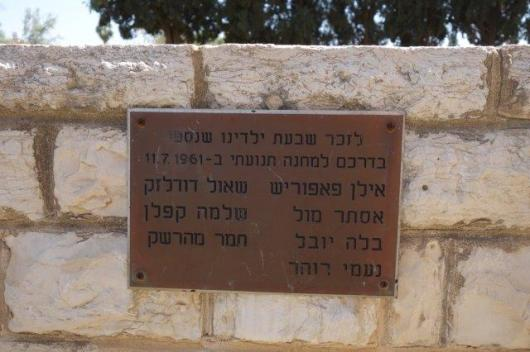 לזכר שבעת ילדינו שנספו
בדרכם למחנה תנועתי ב-11.7.1961
אילן פאפוריש שאול דודלזק
אסתר מול שלמה קפלן
בלה יובל תמר מהרשק
נעמי רוהר